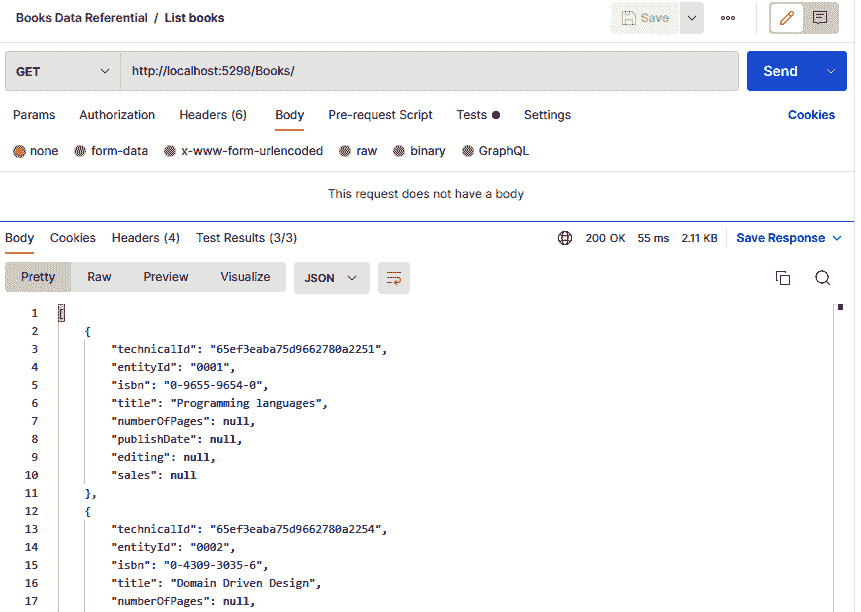 Books Data Referential / List books
Save
GET
http://localhost:5298/Books/
Send
Params Authorization Headers (6) Body Pre-request Script Tests Settings Cookies
none form-data x-www-form-urlencoded raw binary GraphQL
This request does not have a body
Body Cookies Headers (4) Test Results (3/3) 200 OK 55 ms 2.11 KB Save Response
Pretty Raw Preview Visualize JSON
1 [
2 {
3 "technicalId": "65ef3eaba75d9662780a2251",
4 "entityId": "0001",
5 "isbn": "0-9655-9654-0",
6 "title": "Programming languages",
7 "numberOfPages": null,
8 "publishDate": null,
9 "editing": null,
10 "sales": null
11 },
12 {
13 "technicalId": "65ef3eaba75d9662780a2254",
14 "entityId": "0002",
15 "isbn": "0-4309-3035-6",
16 "title": "Domain Driven Design",
17 "numberOfPages": null,